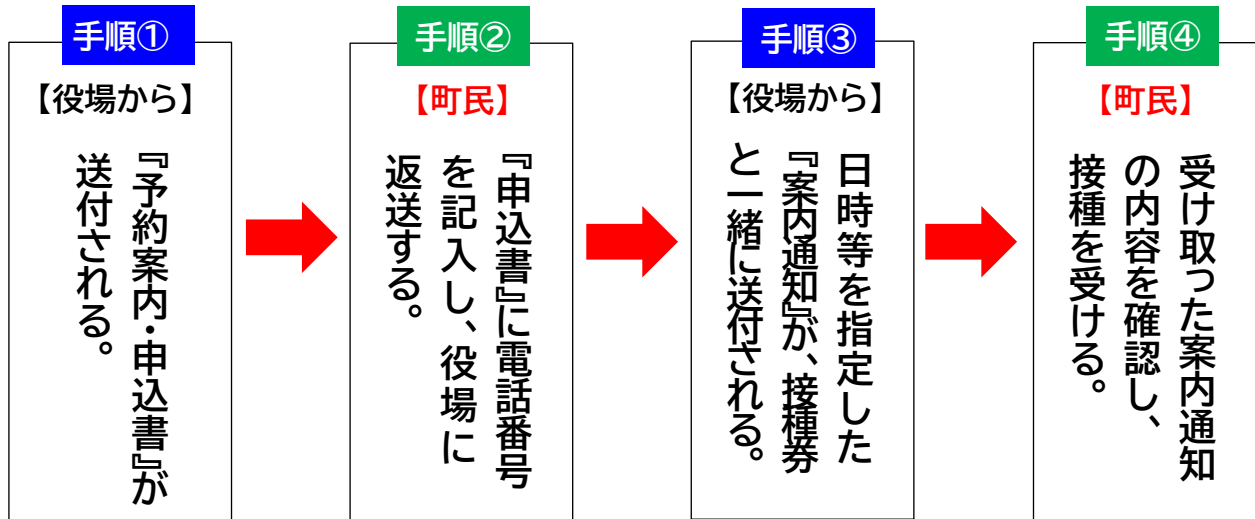 手順①
【役場から】
『予約案内・申込書』が
送付される。
手順②
【町民】
『申込書』に電話番号
を記入し、役場に
返送する。
手順③
【役場から】
日時等を指定した
『案内通知』が、接種券
と一緒に送付される。
手順④
【町民】
受け取った案内通知
の内容を確認し、
接種を受ける。